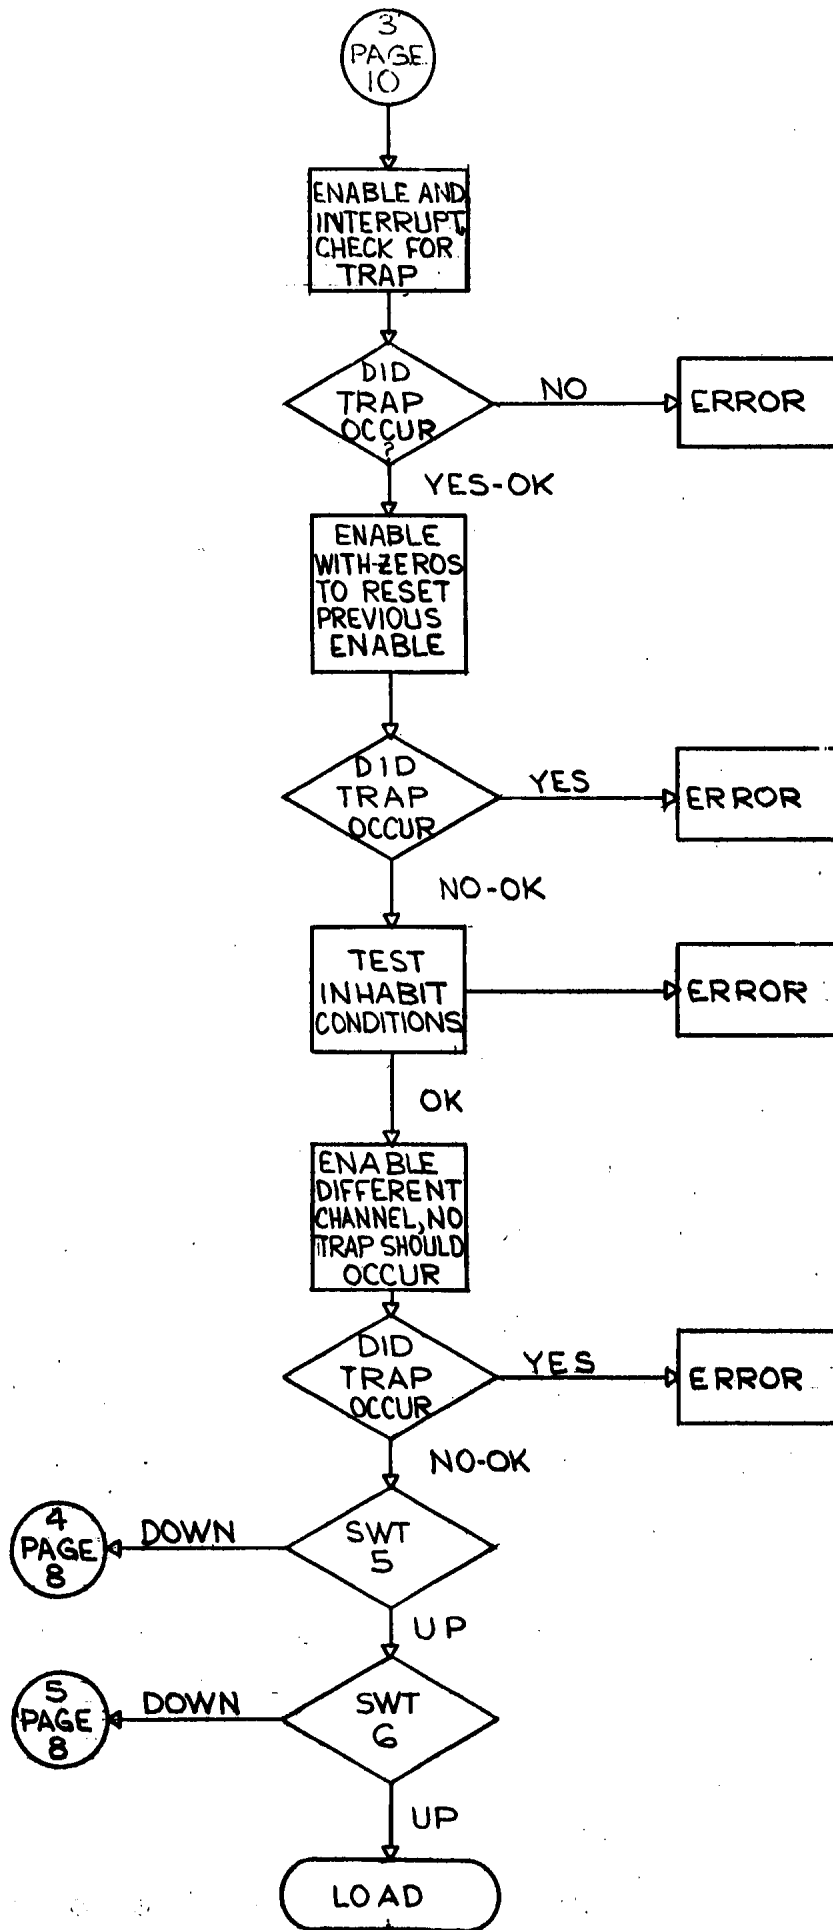 3
PAGE
10
ENABLE AND
INTERRUPT,
CHECK FOR
TRAP
DID
TRAP
OCCUR
?
NO
ERROR
YES-OK
ENABLE
WITH-ZEROS
TO RESET
PREVIOUS
ENABLE
DID
TRAP
OCCUR
YES
ERROR
NO-OK
TEST
INHABIT
CONDITIONS
ERROR
OK
ENABLE
DIFFERENT
CHANNEL, NO
TRAP SHOULD
OCCUR
DID
TRAP
OCCUR
YES
ERROR
NO-OK
SWT
5
DOWN
4
PAGE
8
UP
SWT
6
DOWN
5
PAGE
8
UP
LOAD